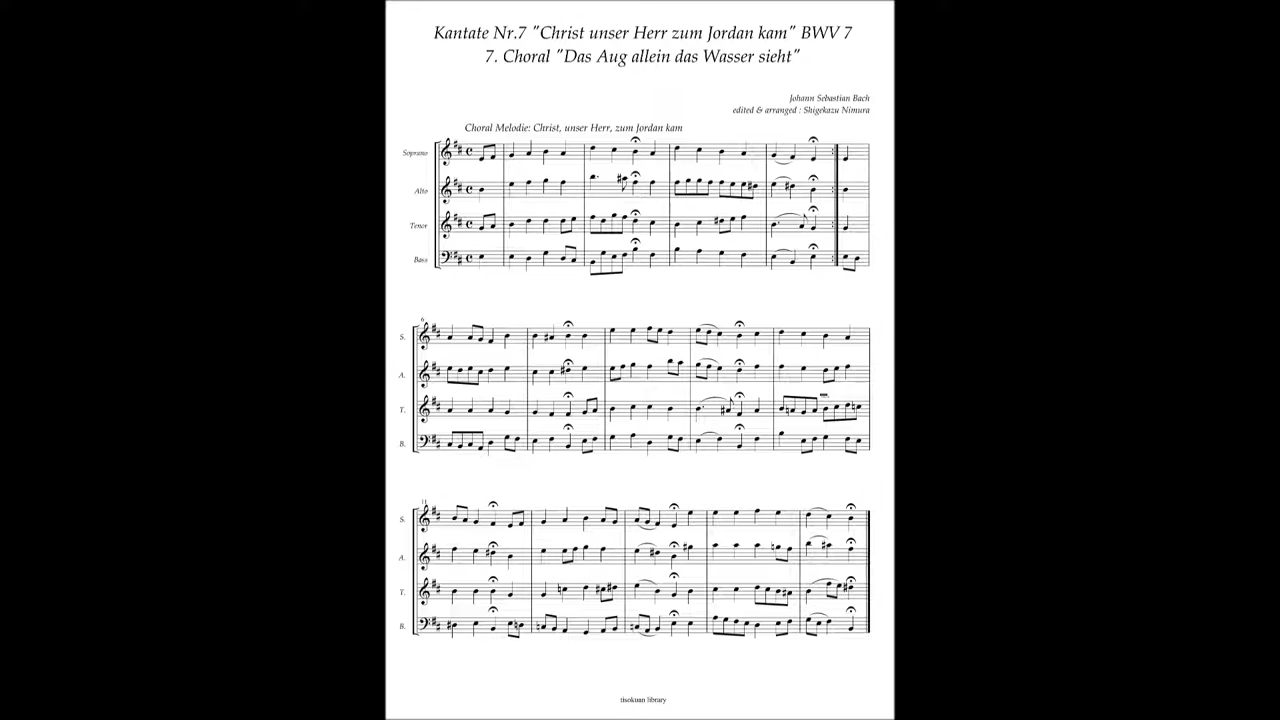 Kantate Nr.7 "Christ unser Herr zum Jordan kam" BWV 7
7. Choral "Das Aug allein das Wasser sieht"
Johann Sebastian Bach
edited & arranged : Shigekazu Nimura
Choral Melodie: Christ, unser Herr, zum Jordan kam
Soprano
Alto
Tenor
Bass
6
S.
A.
T.
B.
11
S.
A.
T.
B.
tisokuan library